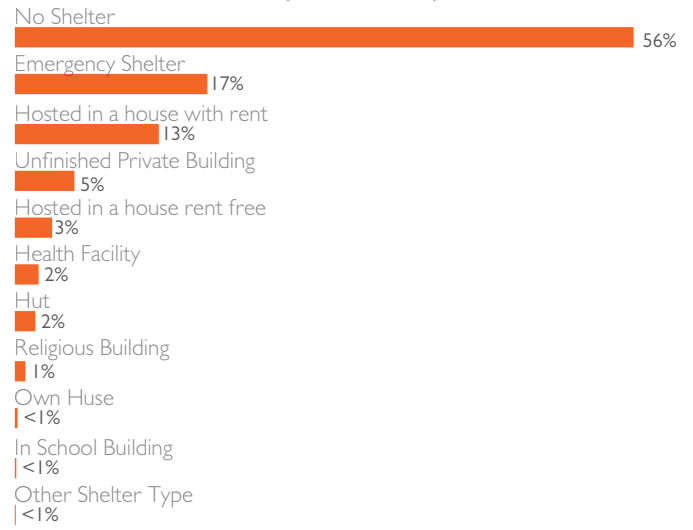 No Shelter
56%
Emergency Shelter
17%
Hosted in a house with rent
13%
Unfinished Private Building
5%
Hosted in a house rent free
3%
Health Facility
2%
Hut
2%
Religious Building
1%
Own Huse
<1%
In School Building
<1%
Other Shelter Type
<1%